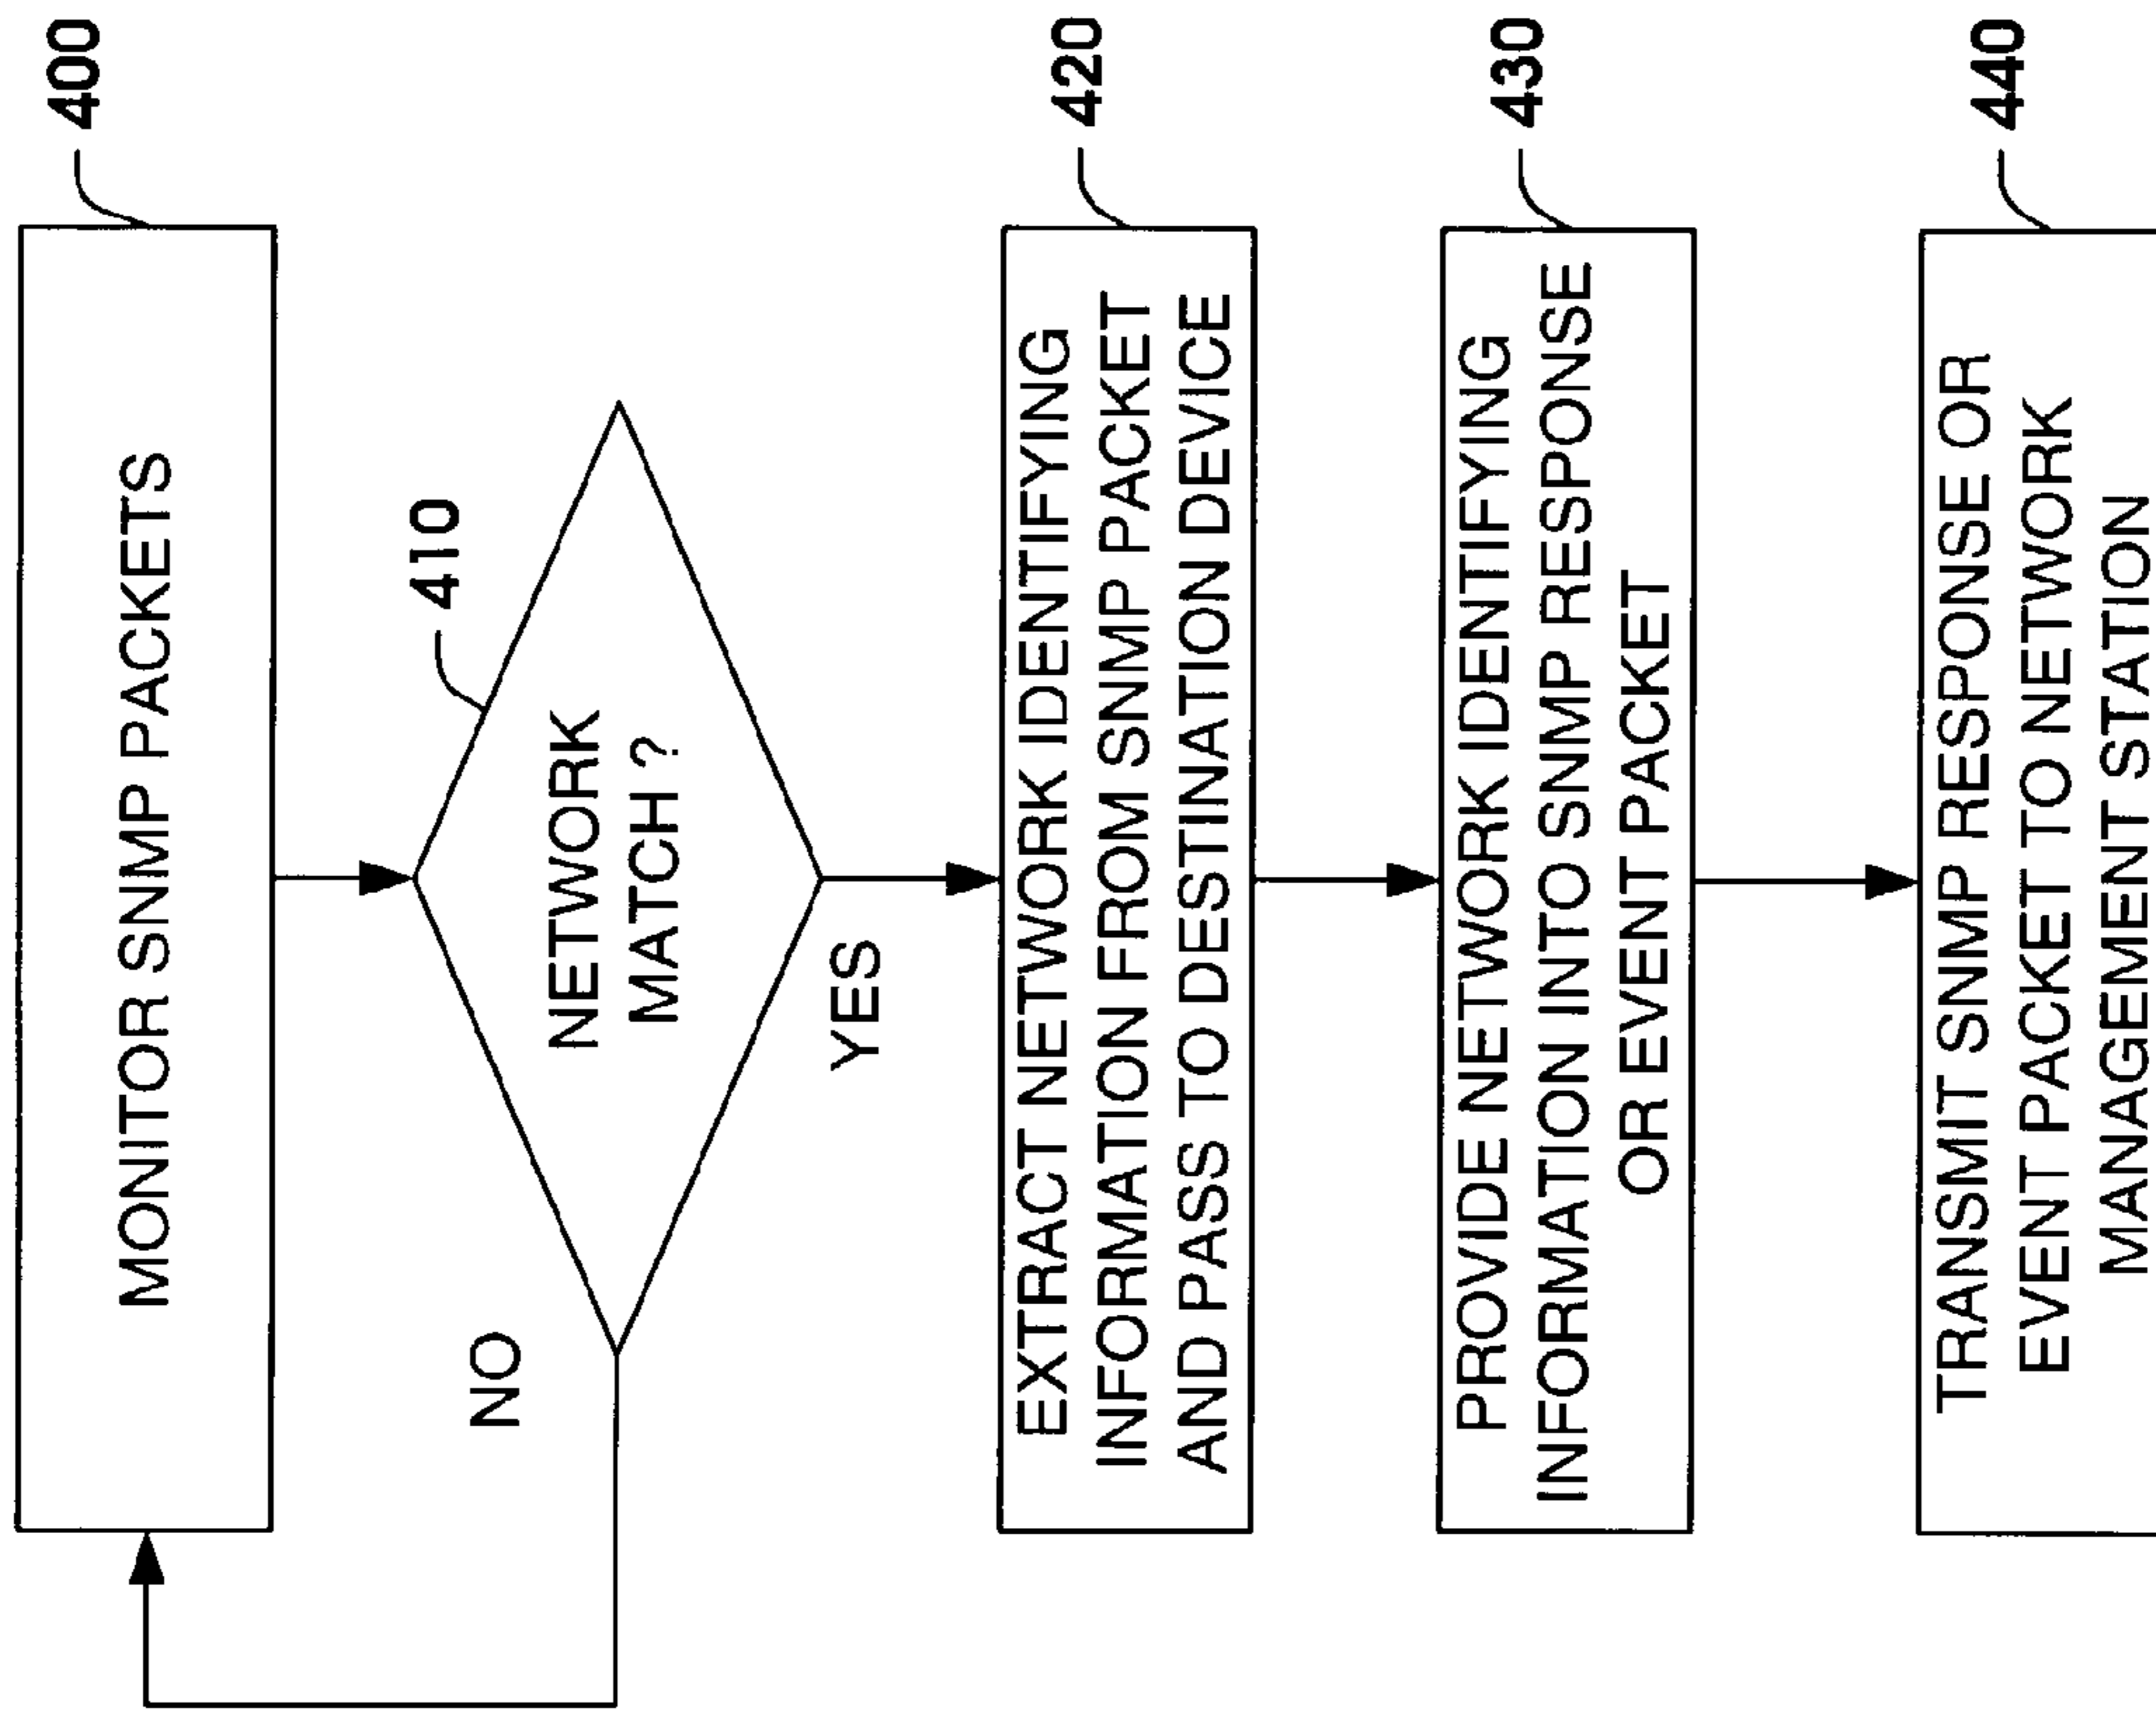 400
MONITOR SNMP PACKETS
410
NETWORK
MATCH ?
NO
YES
420
EXTRACT NETWORK IDENTIFYING
INFORMATION FROM SNMP PACKET
AND PASS TO DESTINATION DEVICE
430
PROVIDE NETWORK IDENTIFYING
INFORMATION INTO SNMP RESPONSE
OR EVENT PACKET
440
TRANSMIT SNMP RESPONSE OR
EVENT PACKET TO NETWORK
MANAGEMENT STATION